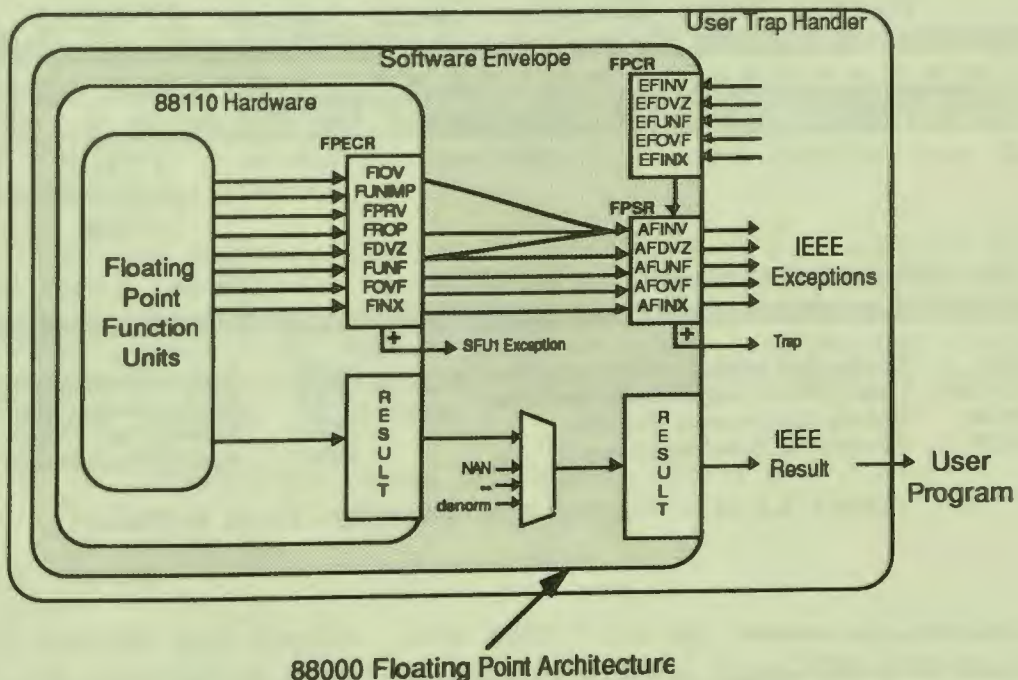 User Trap Handler
Software Envelope
88110 Hardware
FPCR
EFINV
EFDVZ
EFUNF
EFOVF
EFINX
FPECR
FIOV
FUNIMP
FPRV
FROP
FDVZ
FUNF
FOVF
FINX
FPSR
AFINV
AFDVZ
AFUNF
AFOVF
AFINX
IEEE
Exceptions
Floating
Point
Function
Units
+
SFU1 Exception
+
Trap
RESULT
NAN
denorm
RESULT
IEEE
Result
User
Program
88000 Floating Point Architecture